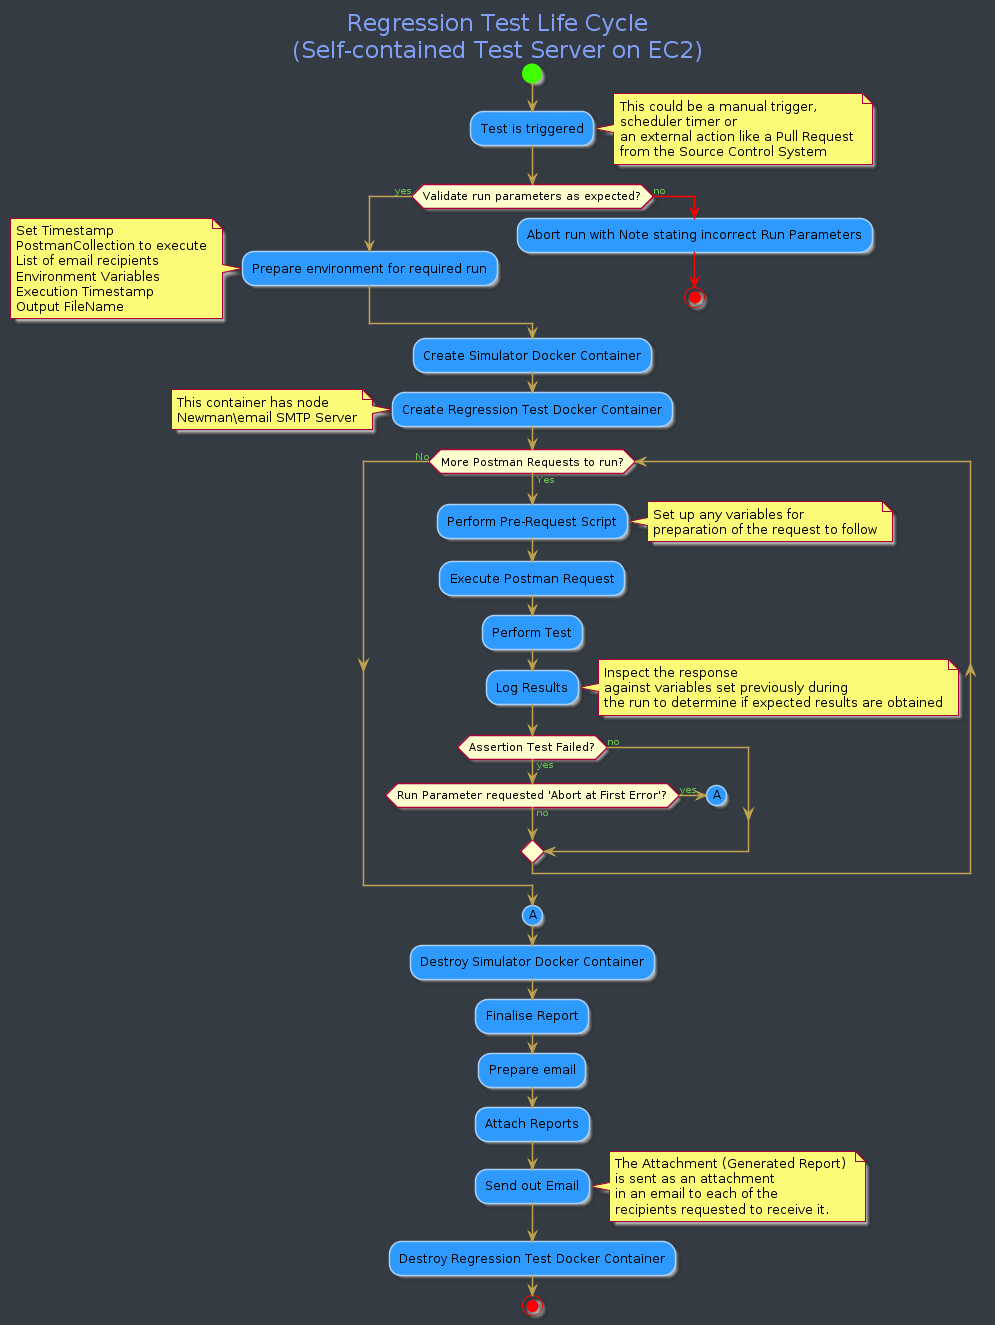 Regression Test Life Cycle
(Self-contained Test Server on EC2)
Test is triggered
This could be a manual trigger,
scheduler timer or
an external action like a Pull Request
from the Source Control System
yes
Validate run parameters as expected?
no
Set Timestamp
PostmanCollection to execute
List of email recipients
Environment Variables
Execution Timestamp
Output FileName
Prepare environment for required run
Abort run with Note stating incorrect Run Parameters
Create Simulator Docker Container
This container has node
Newman\email SMTP Server
Create Regression Test Docker Container
No
More Postman Requests to run?
Yes
Perform Pre-Request Script
Set up any variables for
preparation of the request to follow
Execute Postman Request
Perform Test
Log Results
Inspect the response
against variables set previously during
the run to determine if expected results are obtained
Assertion Test Failed?
no
yes
Run Parameter requested 'Abort at First Error'?
yes
A
no
A
Destroy Simulator Docker Container
Finalise Report
Prepare email
Attach Reports
Send out Email
The Attachment (Generated Report)
is sent as an attachment
in an email to each of the
recipients requested to receive it.
Destroy Regression Test Docker Container